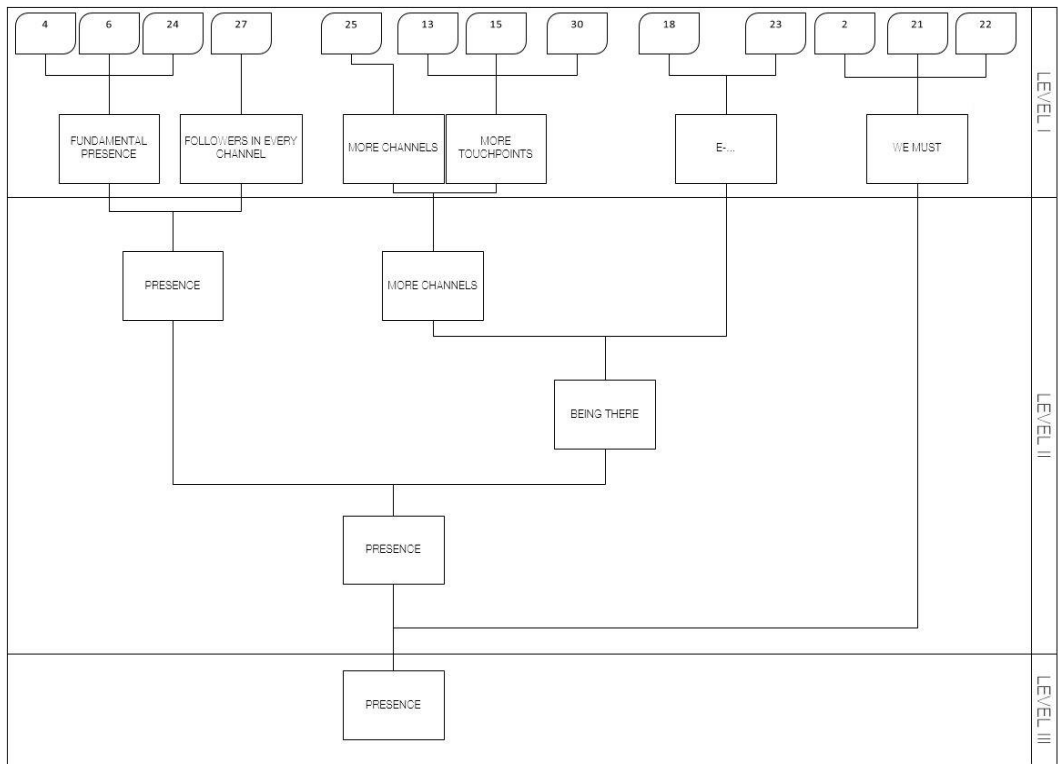 4
6
24
27
25
13
15
30
18
23
2
21
22
LEVEL I
FUNDAMENTAL
PRESENCE
FOLLOWERS IN EVERY
CHANNEL
MORE CHANNELS
MORE
TOUCHPOINTS
E-...
WE MUST
PRESENCE
MORE CHANNELS
BEING THERE
LEVEL II
PRESENCE
PRESENCE
LEVEL III